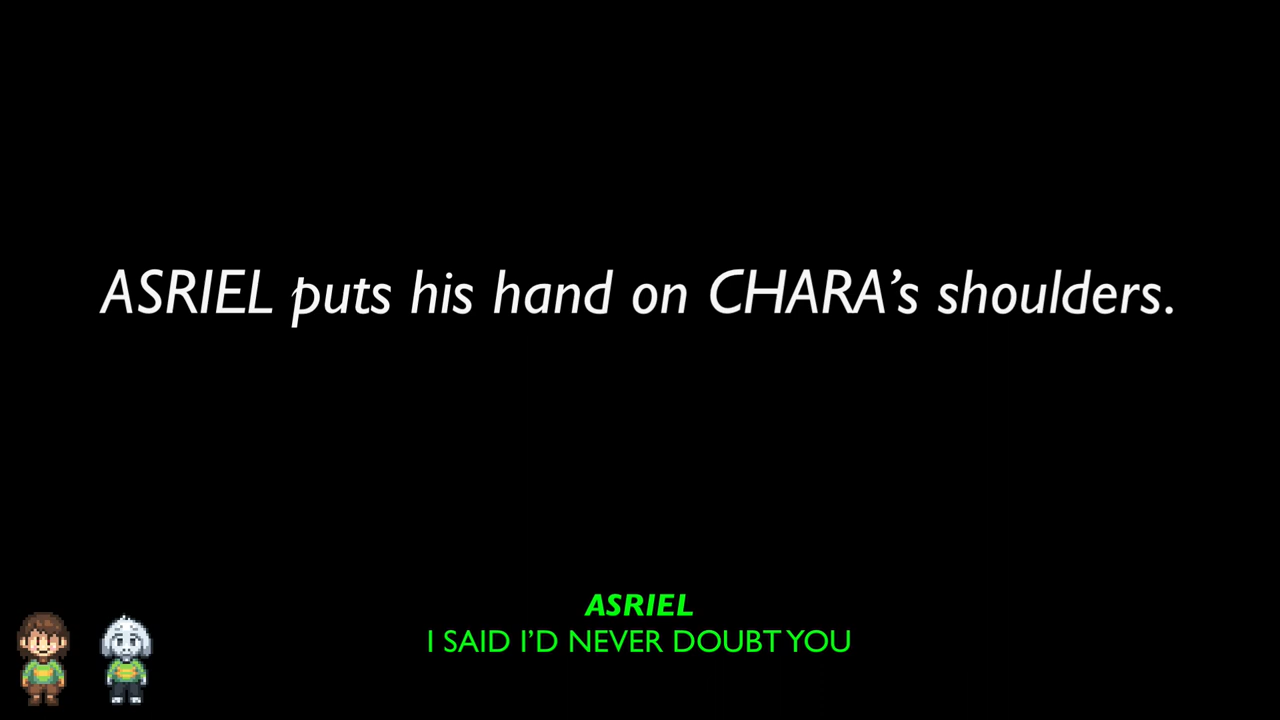 ASRIEL puts his hand on CHARA’s shoulders.
ASRIEL
I SAID I’D NEVER DOUBT YOU